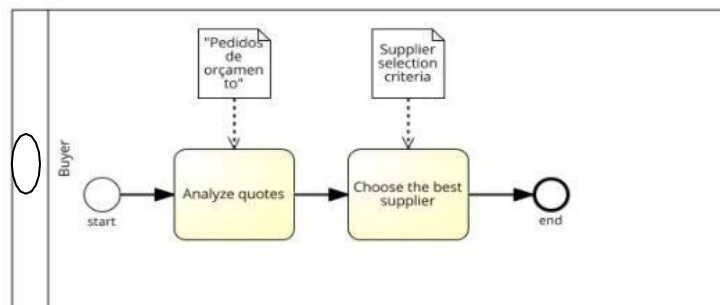 "Pedidos
de
orçamen
to"
Supplier
selection
criteria
Buyer
Analyze quotes
Choose the best
supplier
start
end